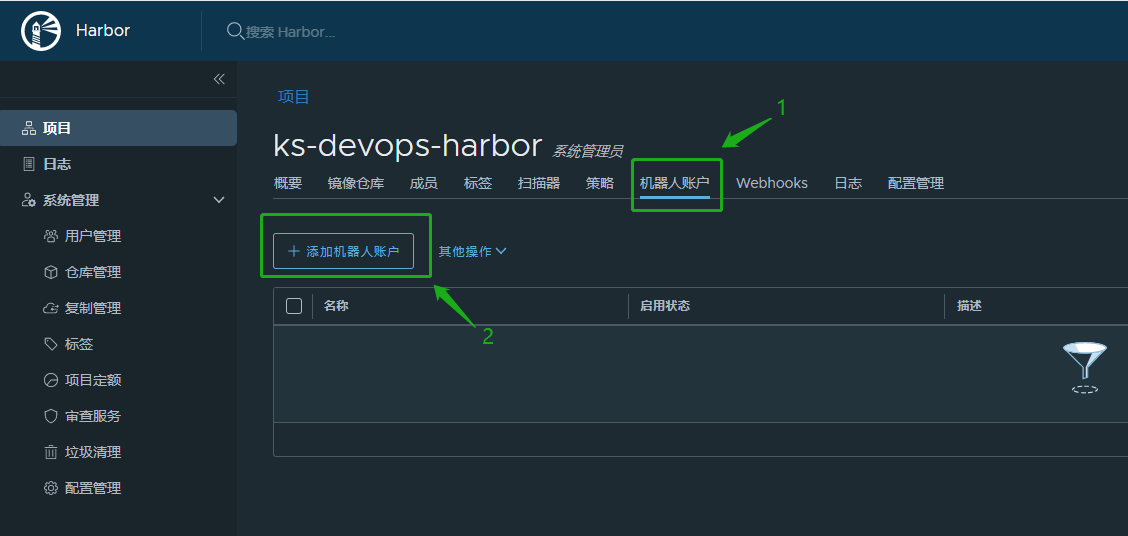 Harbor
搜索 Harbor...
项目
日志
系统管理
用户管理
仓库管理
复制管理
标签
项目定额
审查服务
垃圾清理
配置管理
项目
1
ks-devops-harbor 系统管理员
概要 镜像仓库 成员 标签 扫描器 策略 机器人账户 Webhooks 日志 配置管理
+ 添加机器人账户 其他操作
名称 启用状态 描述
2